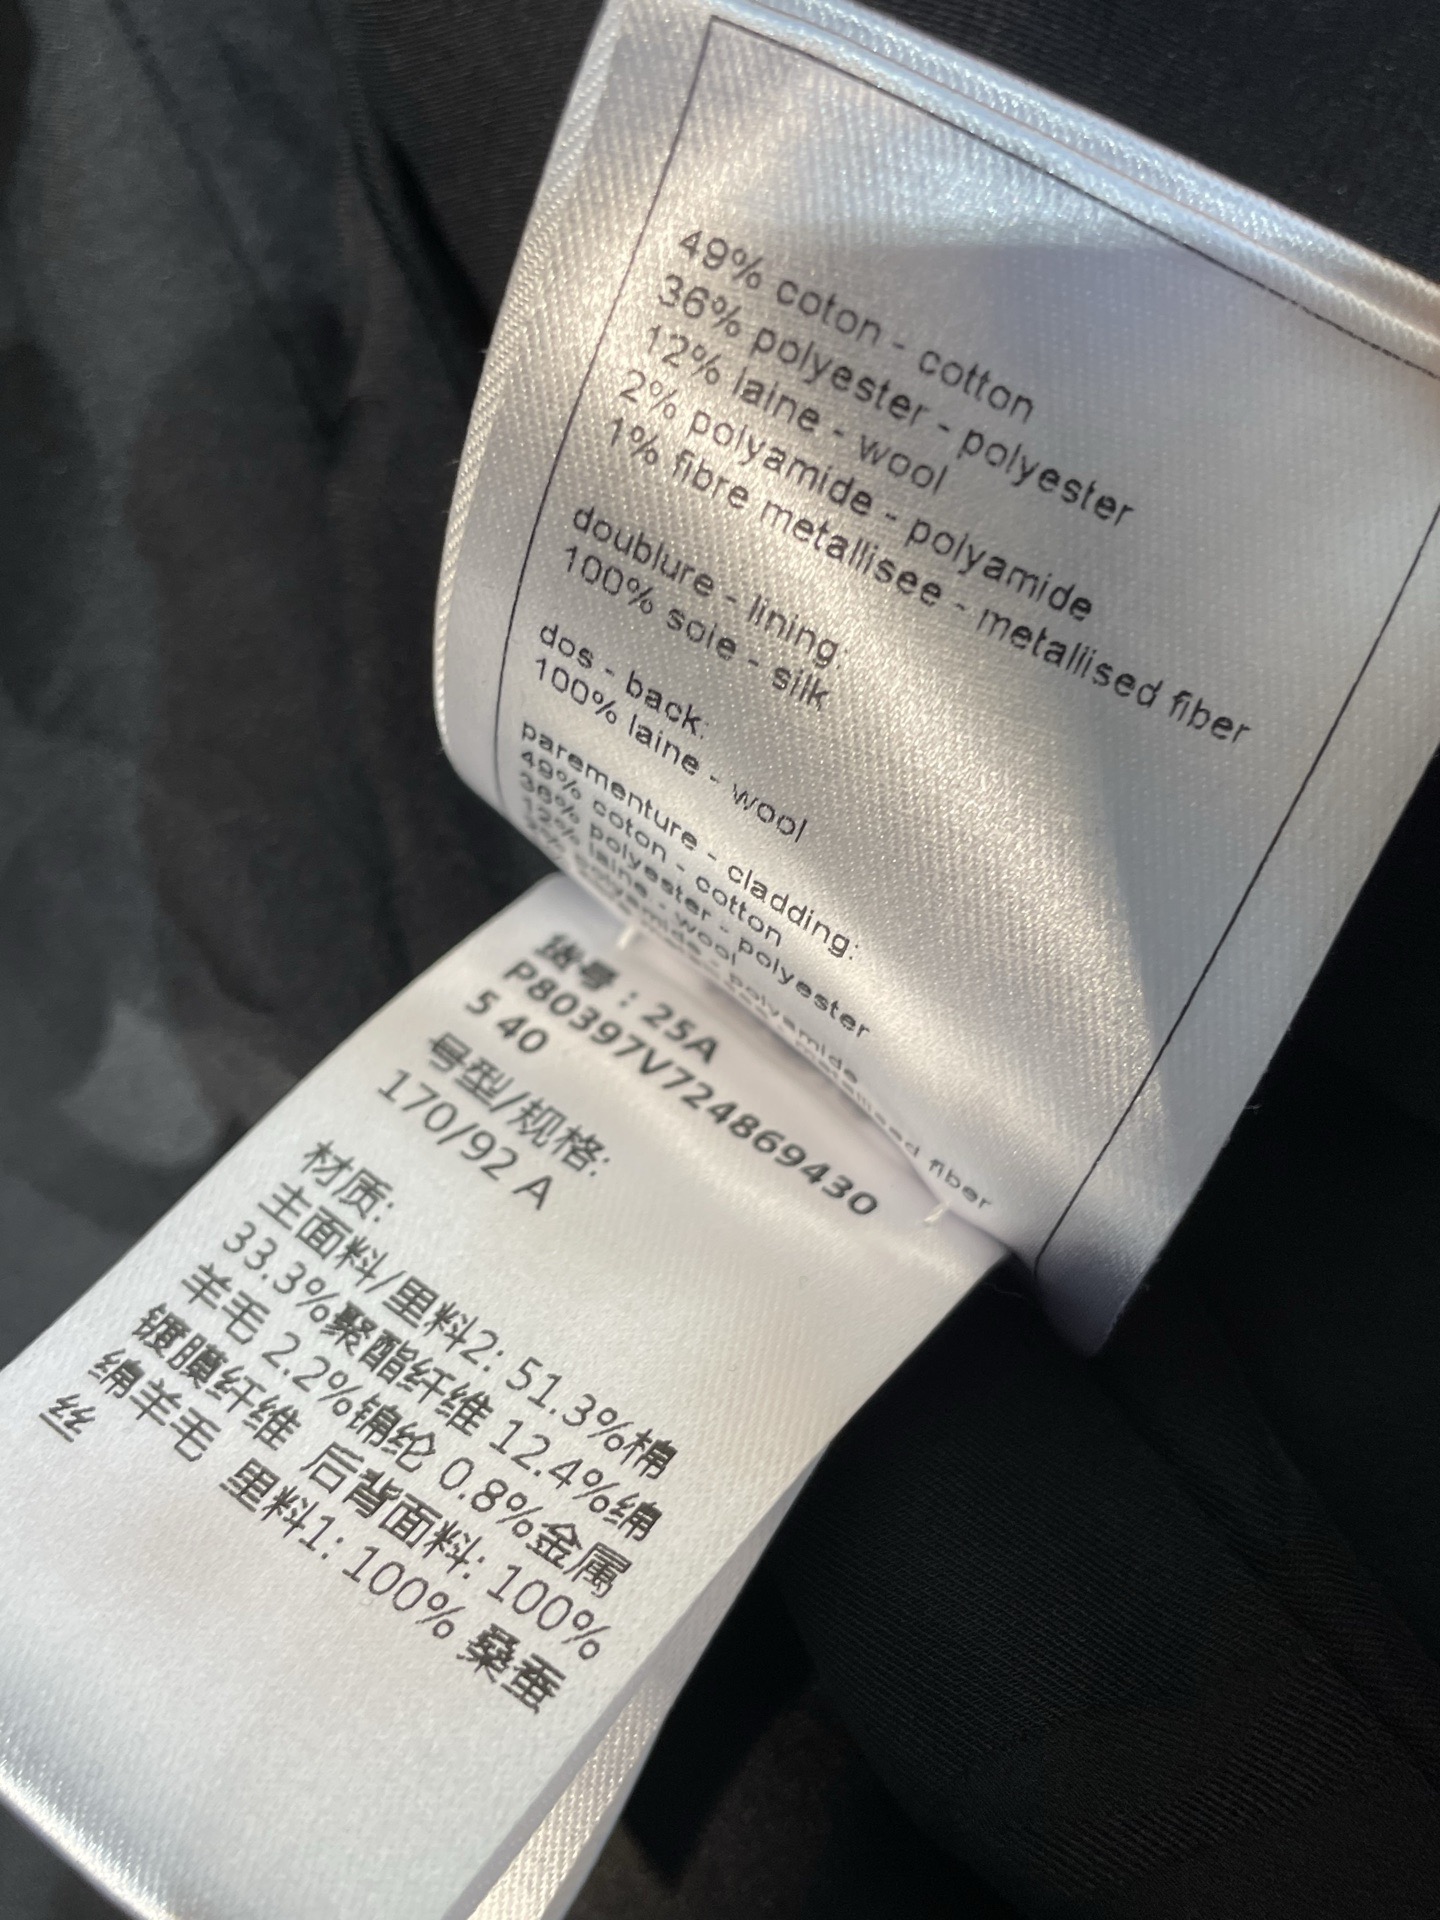 49% coton - cotton
36% polyester - polyester
12% laine - wool
2% polyamide - polyamide
1% fibre metallisee - metallised fiber
doublure - lining:
100% soie - silk
dos - back:
100% laine - wool
parementure - cladding:
49% coton - cotton
36% polyester - polyester
12% laine - wool
2% polyamide - polyamide
metallised fiber
货号：25A
P80397V724869430
5 40
号型/规格:
170/92 A
材质:
主面料/里料2: 51.3%棉
33.3%聚酯纤维 12.4%绵
羊毛 2.2%锦纶 0.8%金属
镀膜纤维 后背面料: 100%
绵羊毛 里料1: 100% 桑蚕
丝